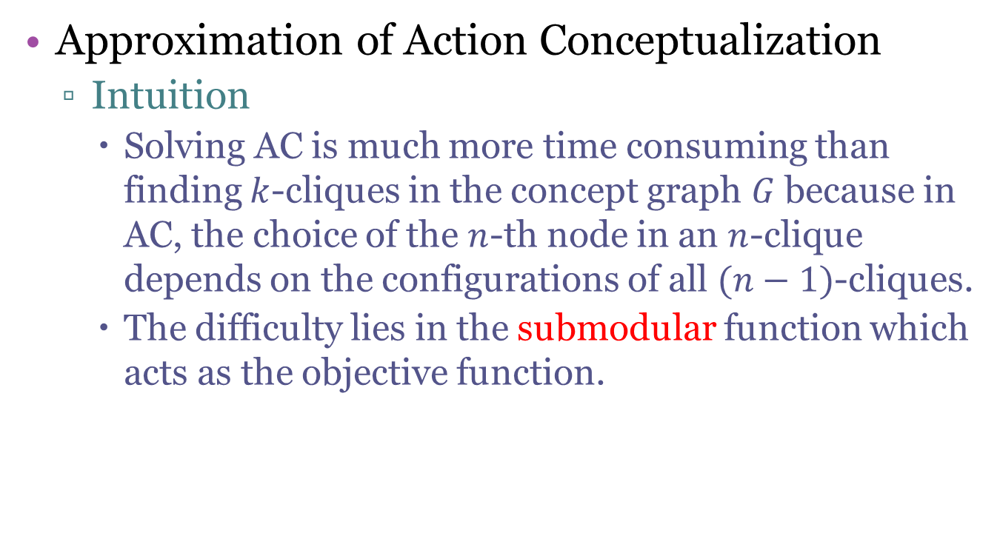 • Approximation of Action Conceptualization
▫ Intuition
• Solving AC is much more time consuming than
finding k-cliques in the concept graph G because in
AC, the choice of the n-th node in an n-clique
depends on the configurations of all (n − 1)-cliques.
• The difficulty lies in the submodular function which
acts as the objective function.